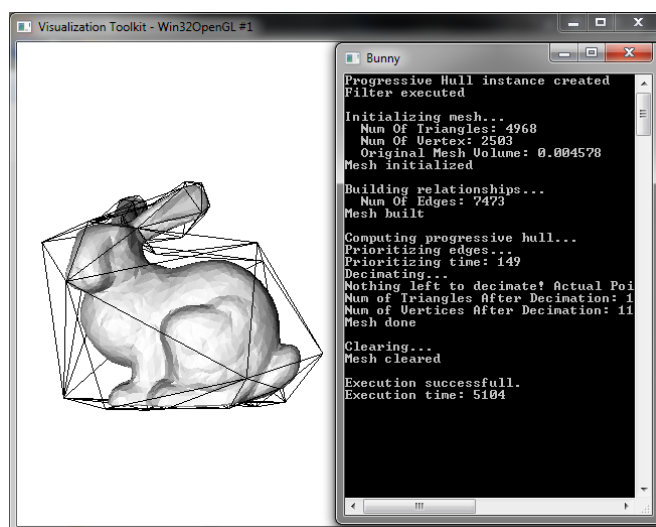 Visualization Toolkit - Win32OpenGL #1
Bunny
Progressive Hull instance created
Filter executed
Initializing mesh...
Num Of Triangles: 4968
Num Of Vertex: 2503
Original Mesh Volume: 0.004578
Mesh initialized
Building relationships...
Num Of Edges: 7473
Mesh built
Computing progressive hull...
Prioritizing edges...
Prioritizing time: 149
Decimating...
Nothing left to decimate! Actual Poi
Num of Triangles After Decimation: 1
Num of Vertices After Decimation: 11
Mesh done
Clearing...
Mesh cleared
Execution successfull.
Execution time: 5104